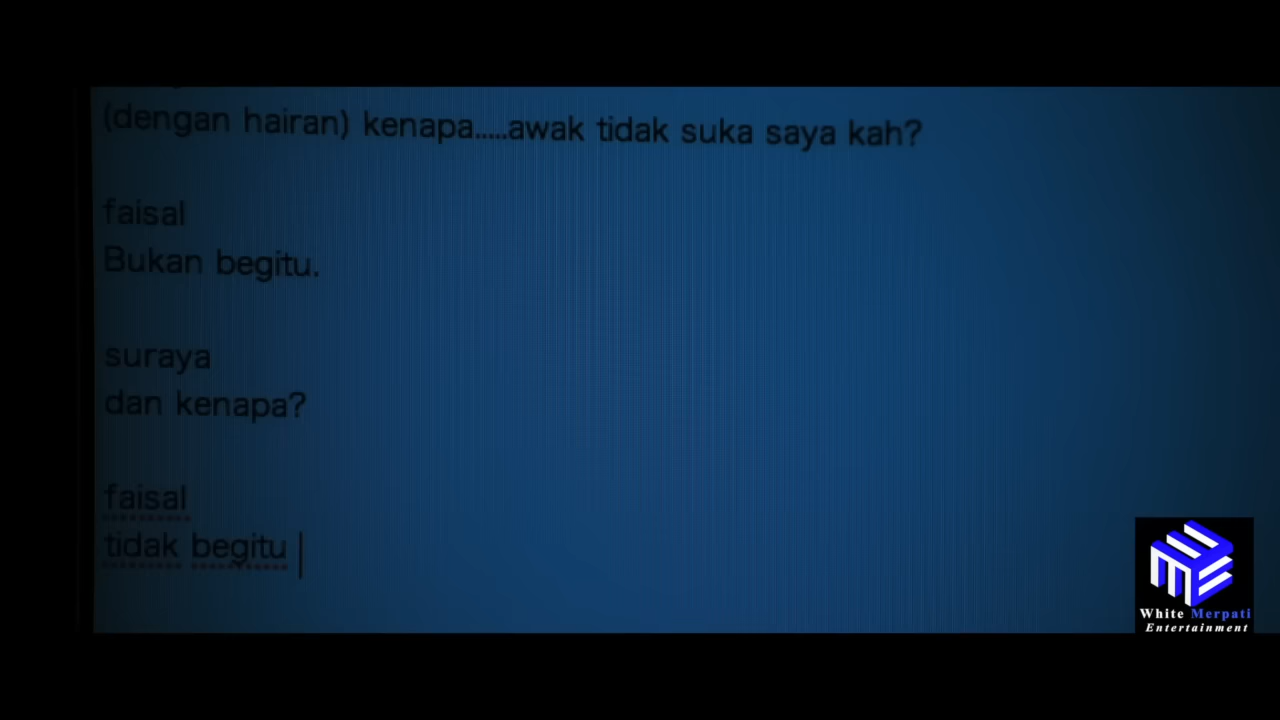 (dengan hairan) kenapa.....awak tidak suka saya kah?
faisal
Bukan begitu.
suraya
dan kenapa?
faisal
tidak begitu
White Merpati
Entertainment